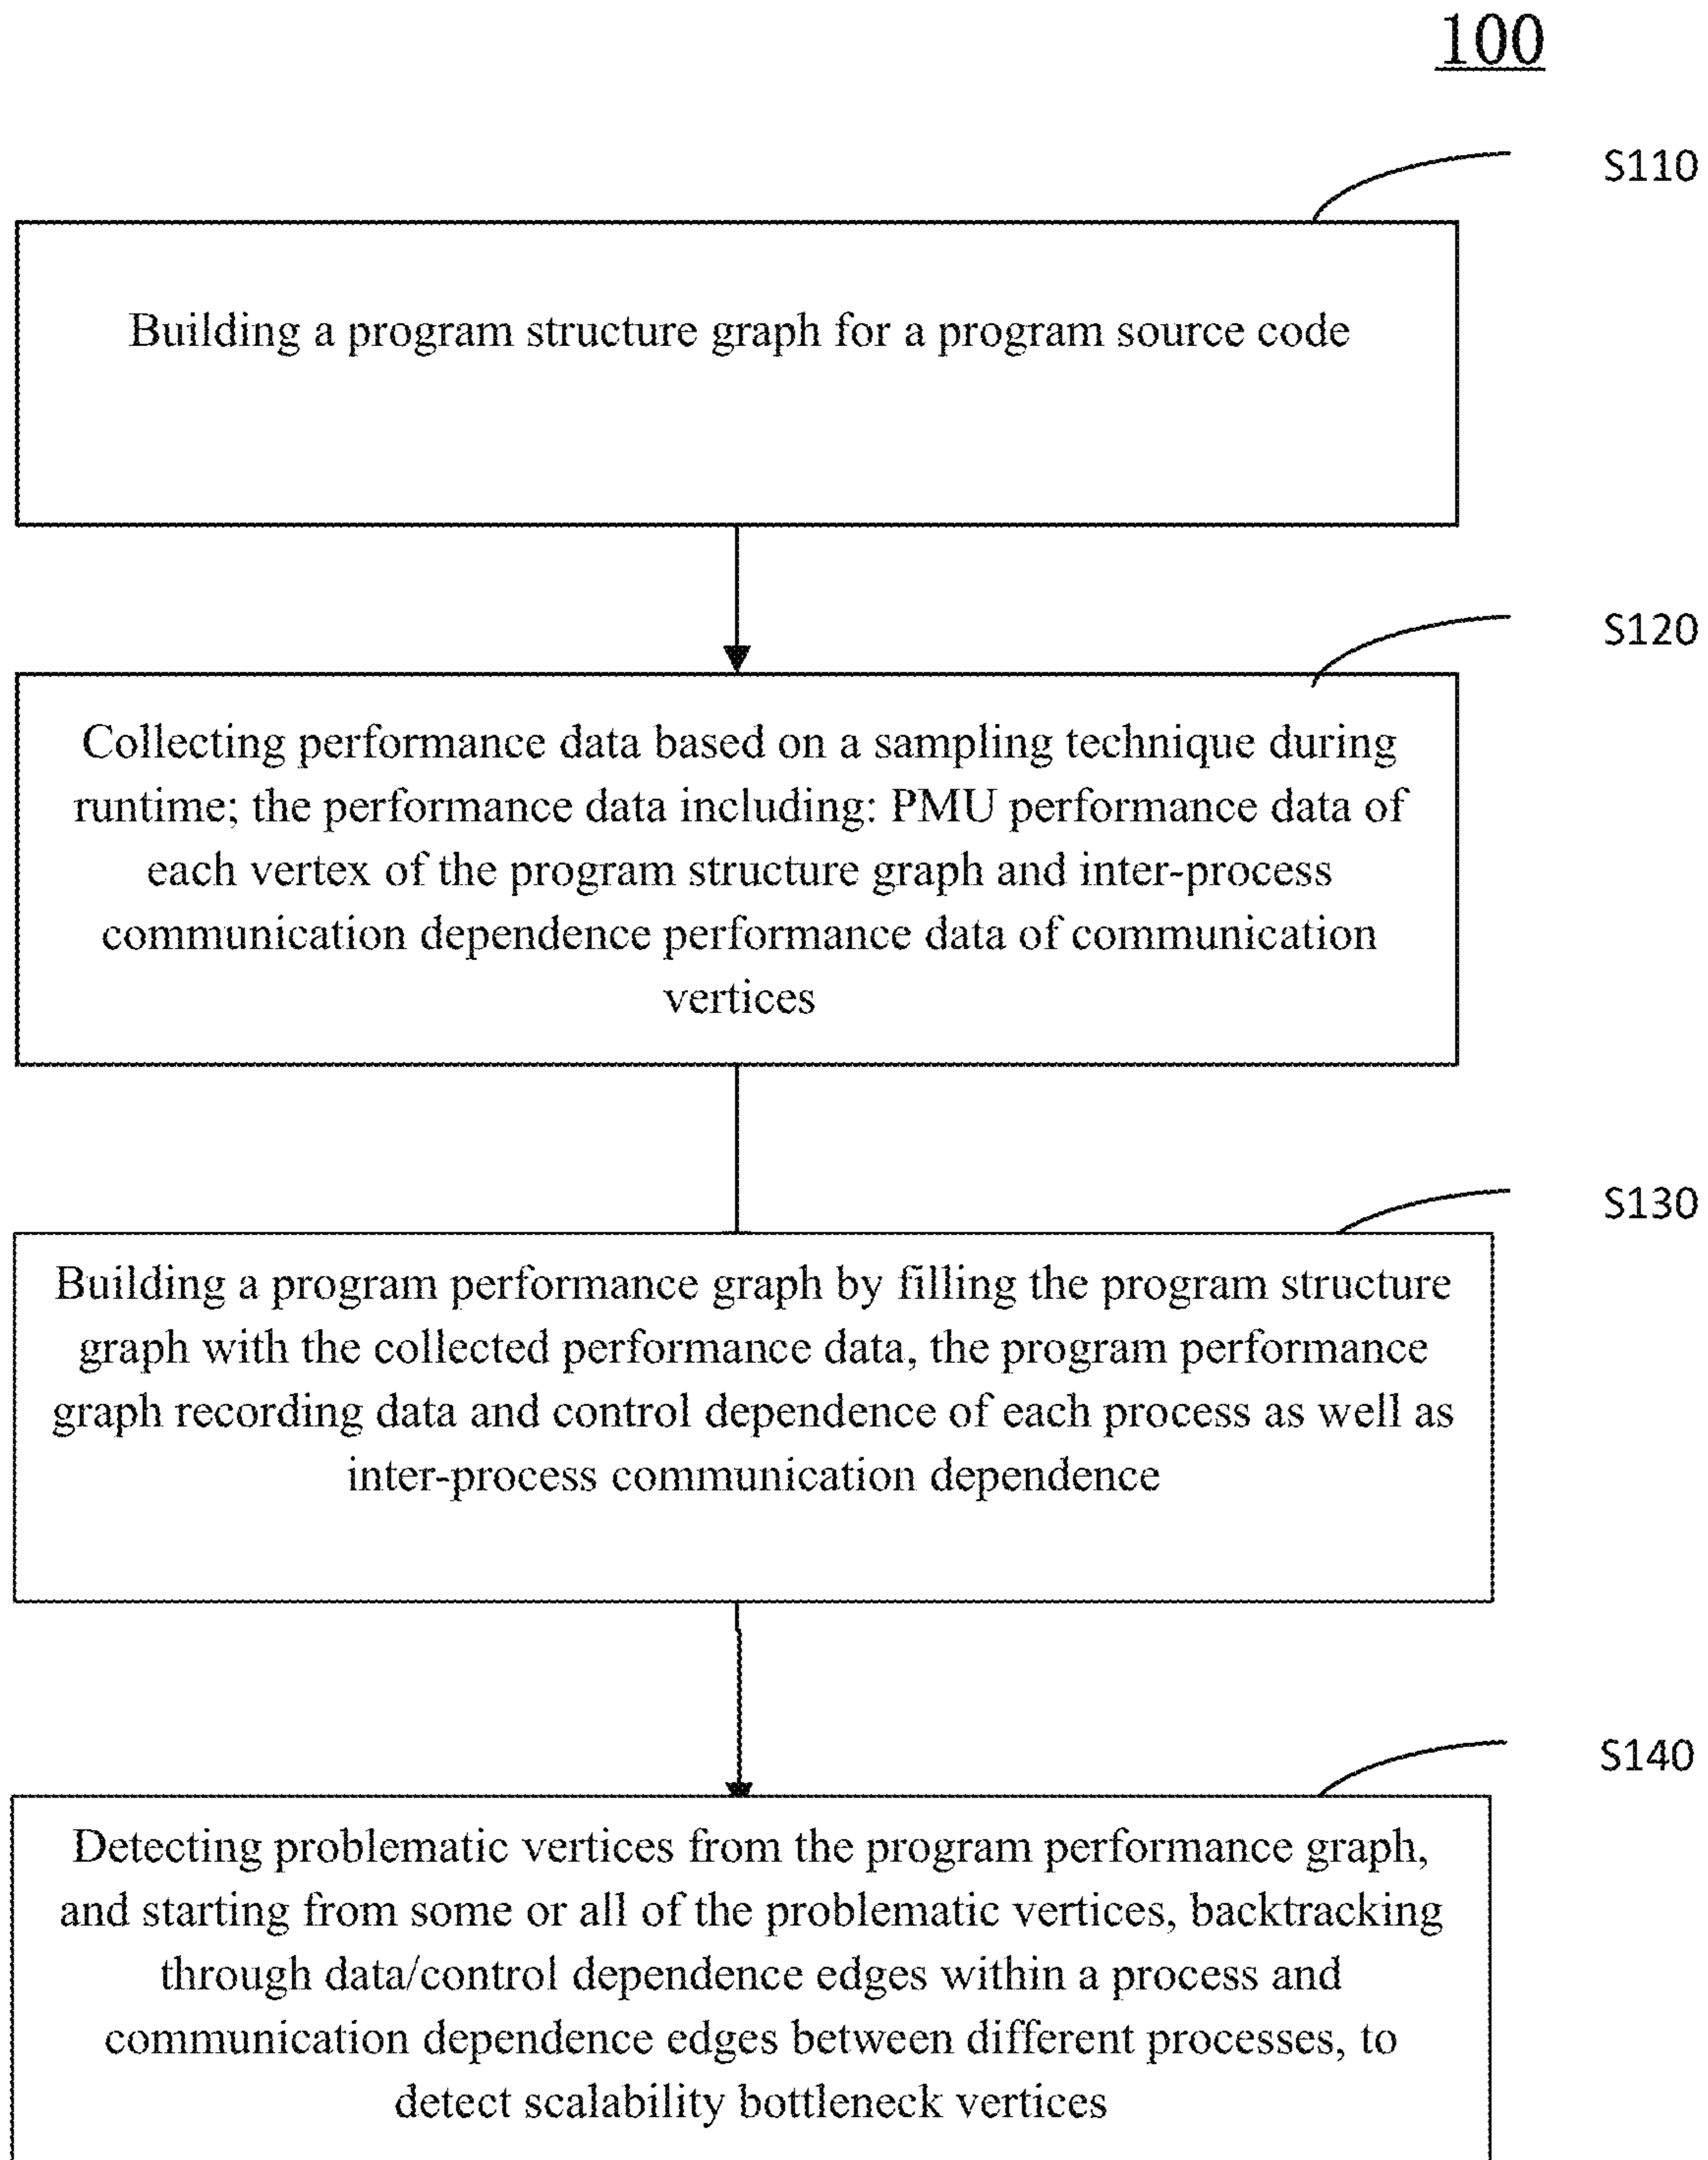 100
S110
Building a program structure graph for a program source code
S120
Collecting performance data based on a sampling technique during
runtime; the performance data including: PMU performance data of
each vertex of the program structure graph and inter-process
communication dependence performance data of communication
vertices
S130
Building a program performance graph by filling the program structure
graph with the collected performance data, the program performance
graph recording data and control dependence of each process as well as
inter-process communication dependence
S140
Detecting problematic vertices from the program performance graph,
and starting from some or all of the problematic vertices, backtracking
through data/control dependence edges within a process and
communication dependence edges between different processes, to
detect scalability bottleneck vertices